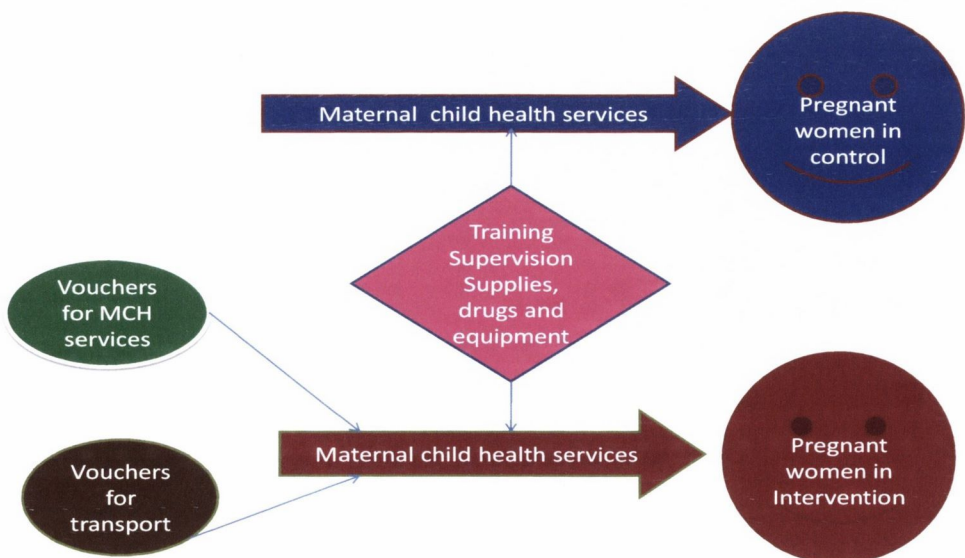 Maternal child health services
Pregnant
women in
control
Training
Supervision
Supplies,
drugs and
equipment
Vouchers
for MCH
services
Vouchers
for
transport
Maternal child health services
Pregnant
women in
Intervention